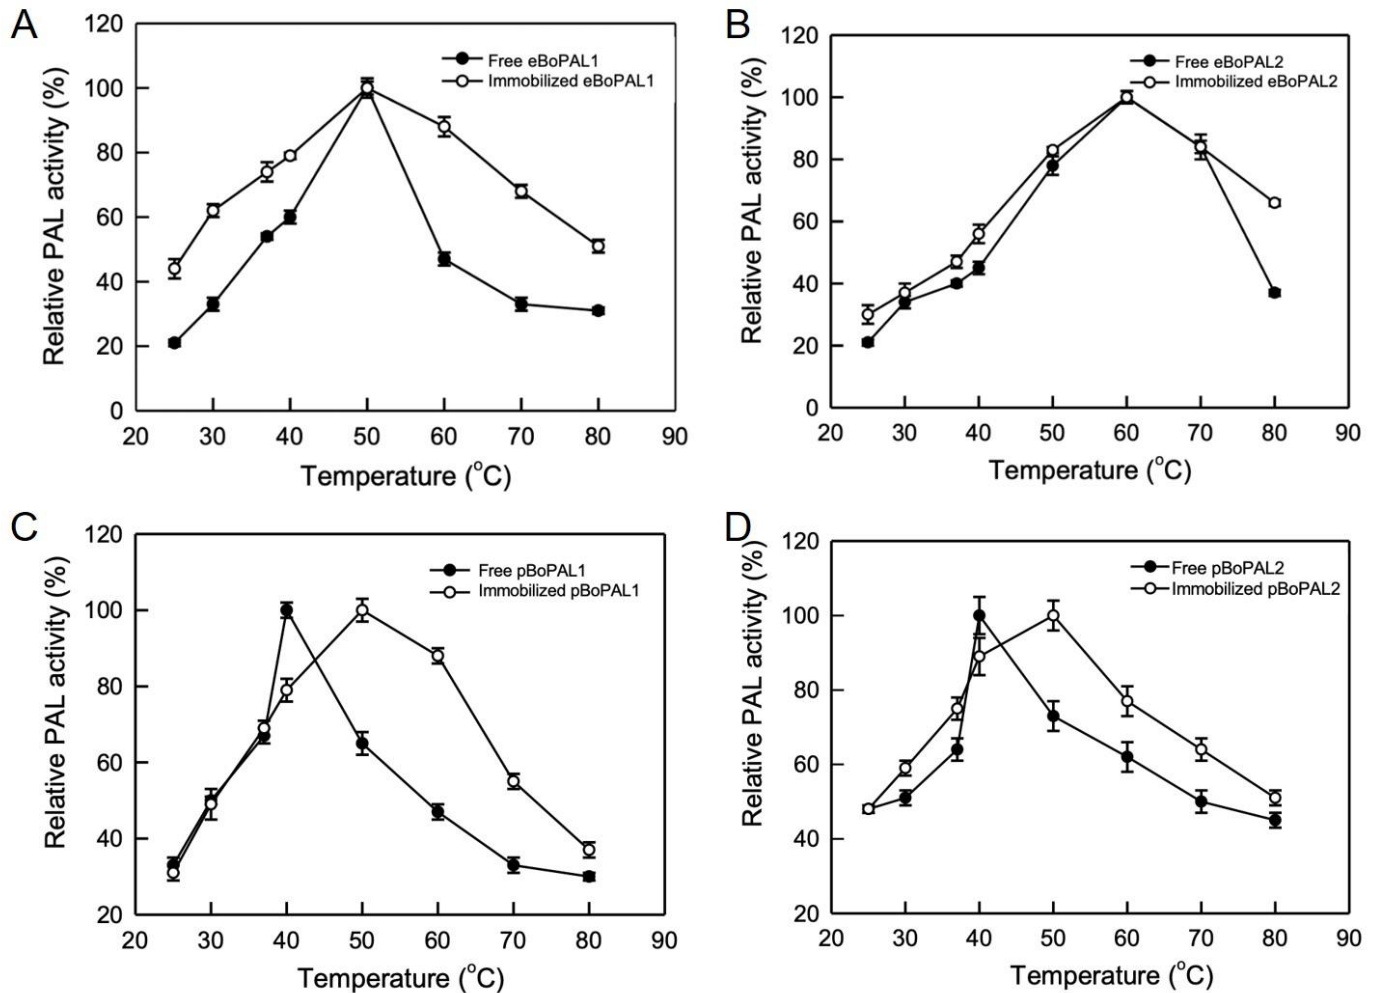 A
Relative PAL activity (%)
120
100
80
60
40
20
0
Free eBoPAL1
Immobilized eBoPAL1
20 30 40 50 60 70 80 90
Temperature (°C)
B
Relative PAL activity (%)
120
100
80
60
40
20
0
Free eBoPAL2
Immobilized eBoPAL2
20 30 40 50 60 70 80 90
Temperature (°C)
C
Relative PAL activity (%)
120
100
80
60
40
20
Free pBoPAL1
Immobilized pBoPAL1
20 30 40 50 60 70 80 90
Temperature (°C)
D
Relative PAL activity (%)
120
100
80
60
40
20
Free pBoPAL2
Immobilized pBoPAL2
20 30 40 50 60 70 80 90
Temperature (°C)